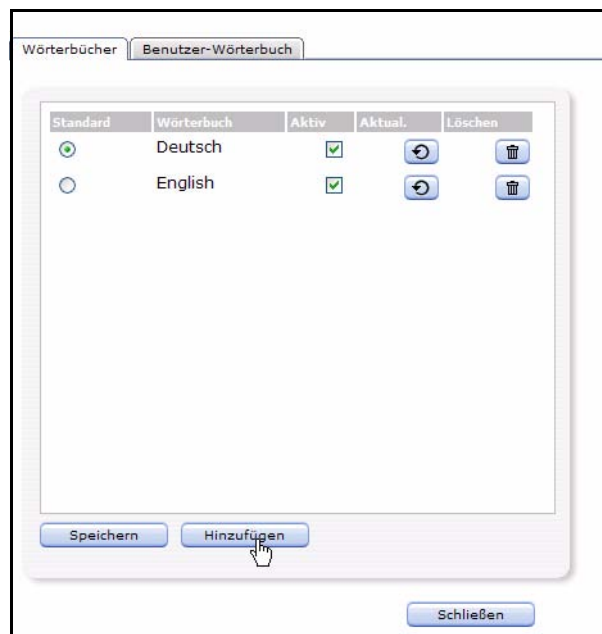 Wörterbücher Benutzer-Wörterbuch
Standard Wörterbuch Aktiv Aktual. Löschen
Deutsch
English
Speichern Hinzufügen
Schließen